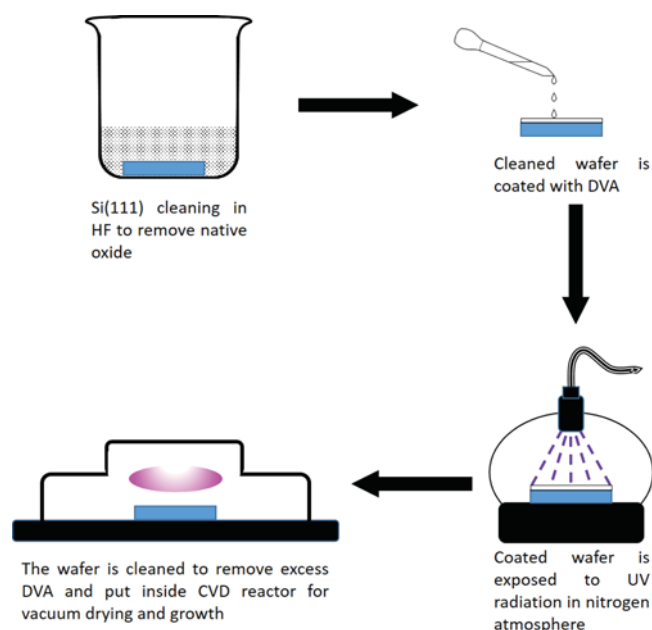 Si(111) cleaning in
HF to remove native
oxide
Cleaned wafer is
coated with DVA
Coated wafer is
exposed to UV
radiation in nitrogen
atmosphere
The wafer is cleaned to remove excess
DVA and put inside CVD reactor for
vacuum drying and growth